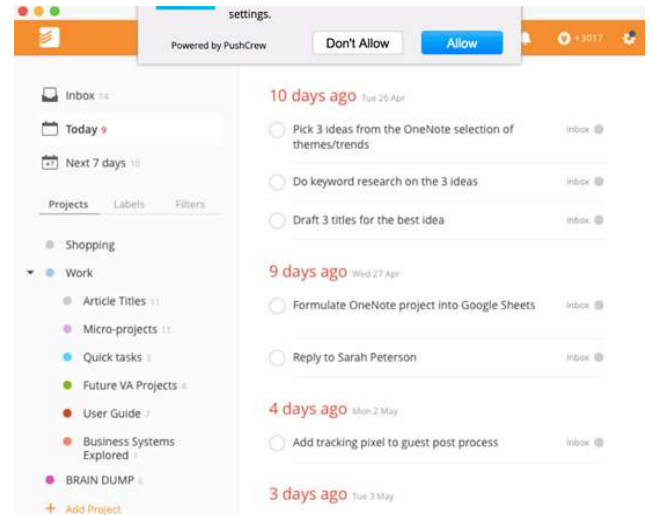 settings.
Powered by PushCrew
Don't Allow
Allow
+3017
Inbox 14
Today 9
+7
Next 7 days 10
Projects Labels Filters
Shopping
Work
Article Titles 11
Micro-projects 11
Quick tasks 3
Future VA Projects 4
User Guide 7
Business Systems
Explored 1
BRAIN DUMP 6
+ Add Project
10 days ago Tue 26 Apr
Pick 3 ideas from the OneNote selection of
themes/trends
Inbox
Do keyword research on the 3 ideas
Inbox
Draft 3 titles for the best idea
Inbox
9 days ago Wed 27 Apr
Formulate OneNote project into Google Sheets
Inbox
Reply to Sarah Peterson
Inbox
4 days ago Mon 2 May
Add tracking pixel to guest post process
Inbox
3 days ago Tue 3 May